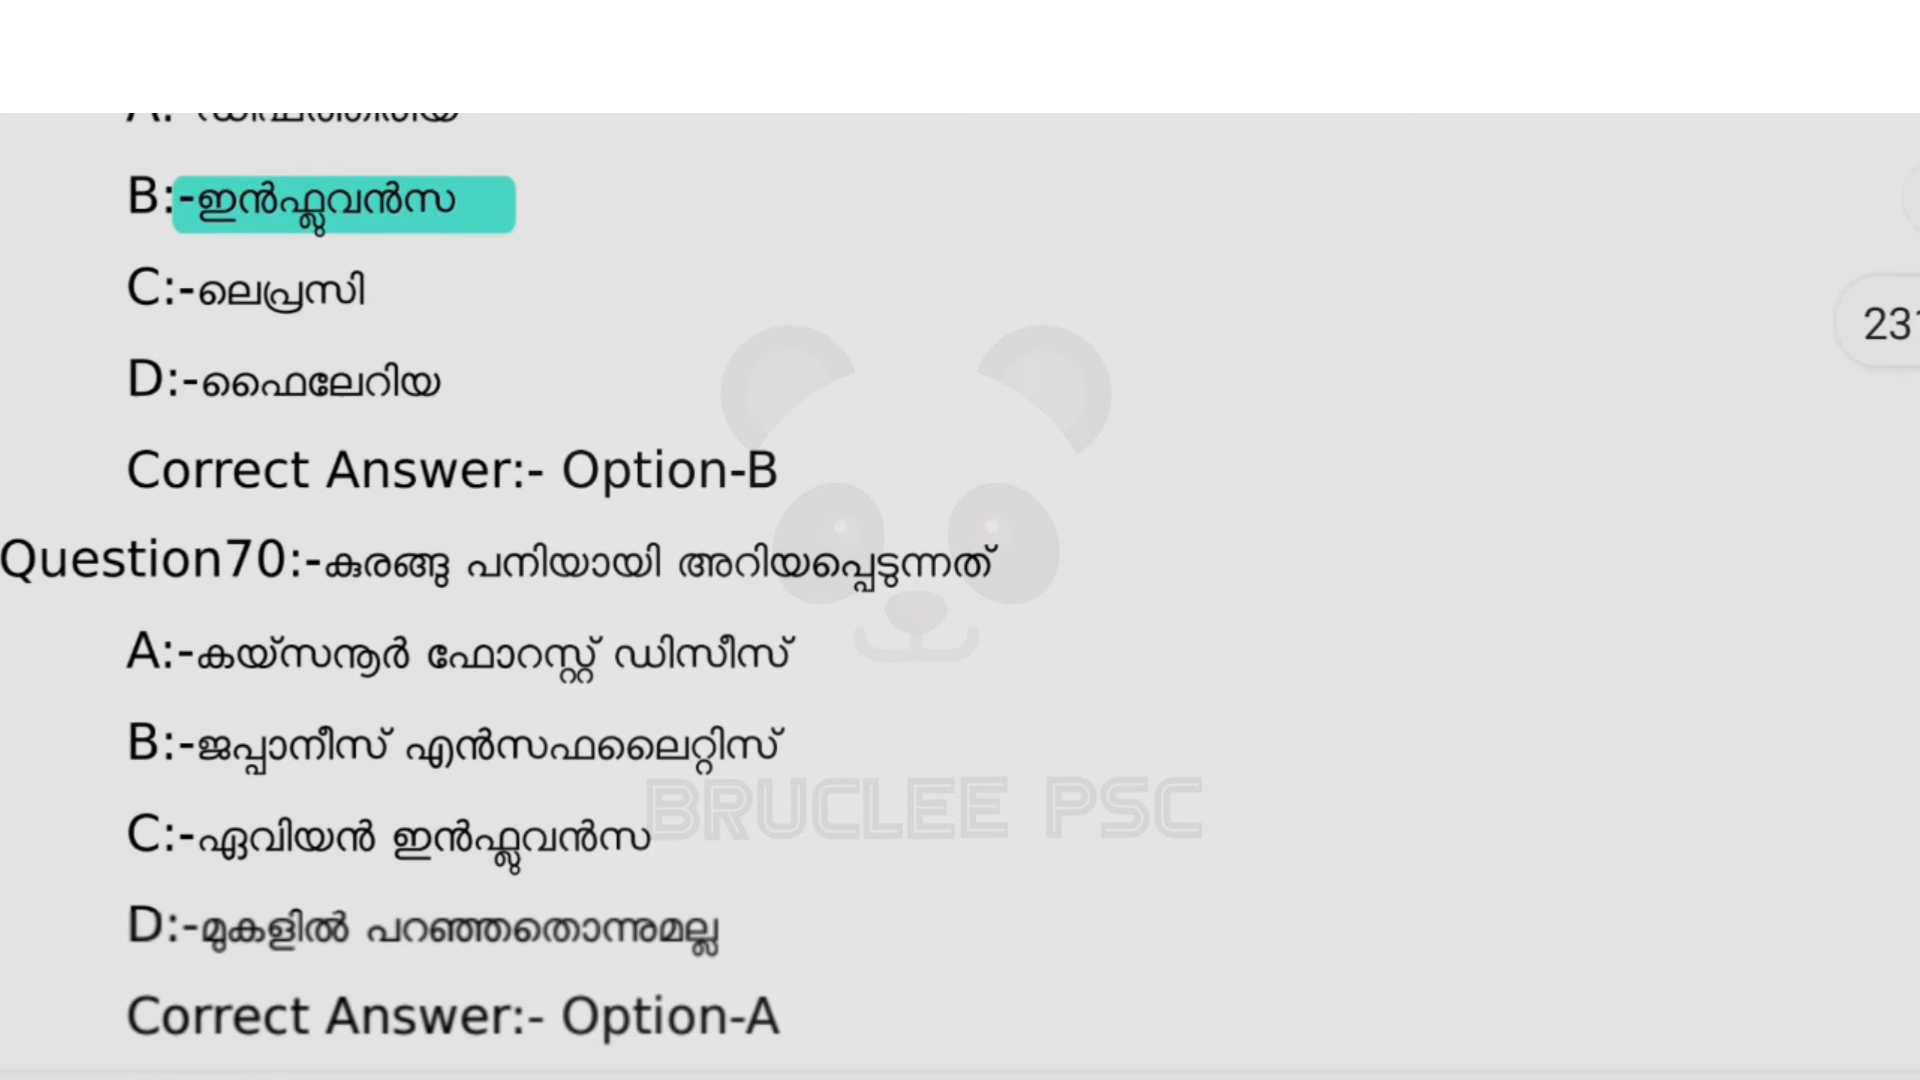 B:-ഇൻഫ്ലുവൻസ
C:-ലെപ്രസി
D:-ഫൈലേറിയ
Correct Answer:- Option-B
Question70:-കുരങ്ങു പനിയായി അറിയപ്പെടുന്നത്
A:-കയ്സനൂർ ഫോറസ്റ്റ് ഡിസീസ്
B:-ജപ്പാനീസ് എൻസഫലൈറ്റിസ്
C:-ഏവിയൻ ഇൻഫ്ലുവൻസ
D:-മുകളിൽ പറഞ്ഞതൊന്നുമല്ല
Correct Answer:- Option-A
BRUCLEE PSC